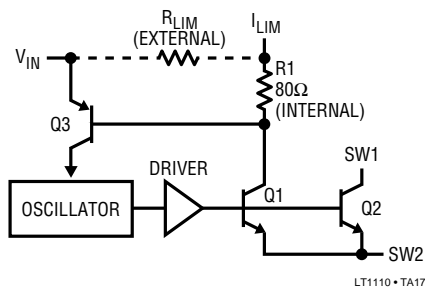 R_LIM
(EXTERNAL)
I_LIM
V_IN
R1
80Ω
(INTERNAL)
Q3
DRIVER
SW1
OSCILLATOR
Q1
Q2
SW2
LT1110 • TA17